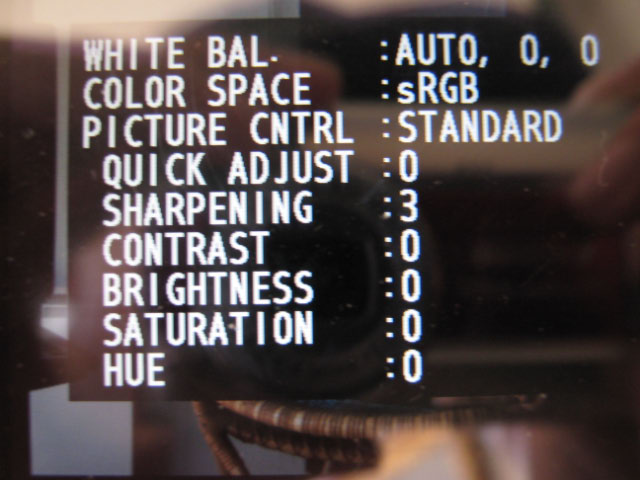 WHITE BAL. :AUTO, 0, 0
COLOR SPACE :sRGB
PICTURE CNTRL :STANDARD
QUICK ADJUST :0
SHARPENING :3
CONTRAST :0
BRIGHTNESS :0
SATURATION :0
HUE :0